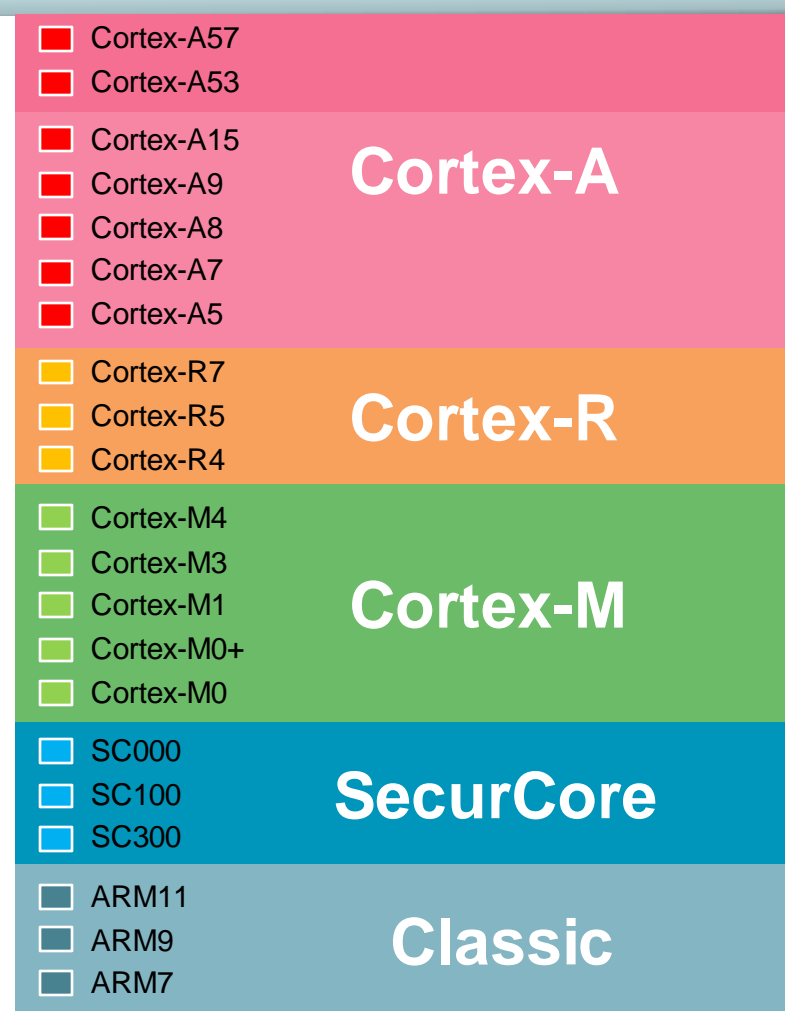 Cortex-A57
Cortex-A53
Cortex-A15
Cortex-A9
Cortex-A8
Cortex-A7
Cortex-A5
Cortex-A
Cortex-R7
Cortex-R5
Cortex-R4
Cortex-R
Cortex-M4
Cortex-M3
Cortex-M1
Cortex-M0+
Cortex-M0
Cortex-M
SC000
SC100
SC300
SecurCore
ARM11
ARM9
ARM7
Classic